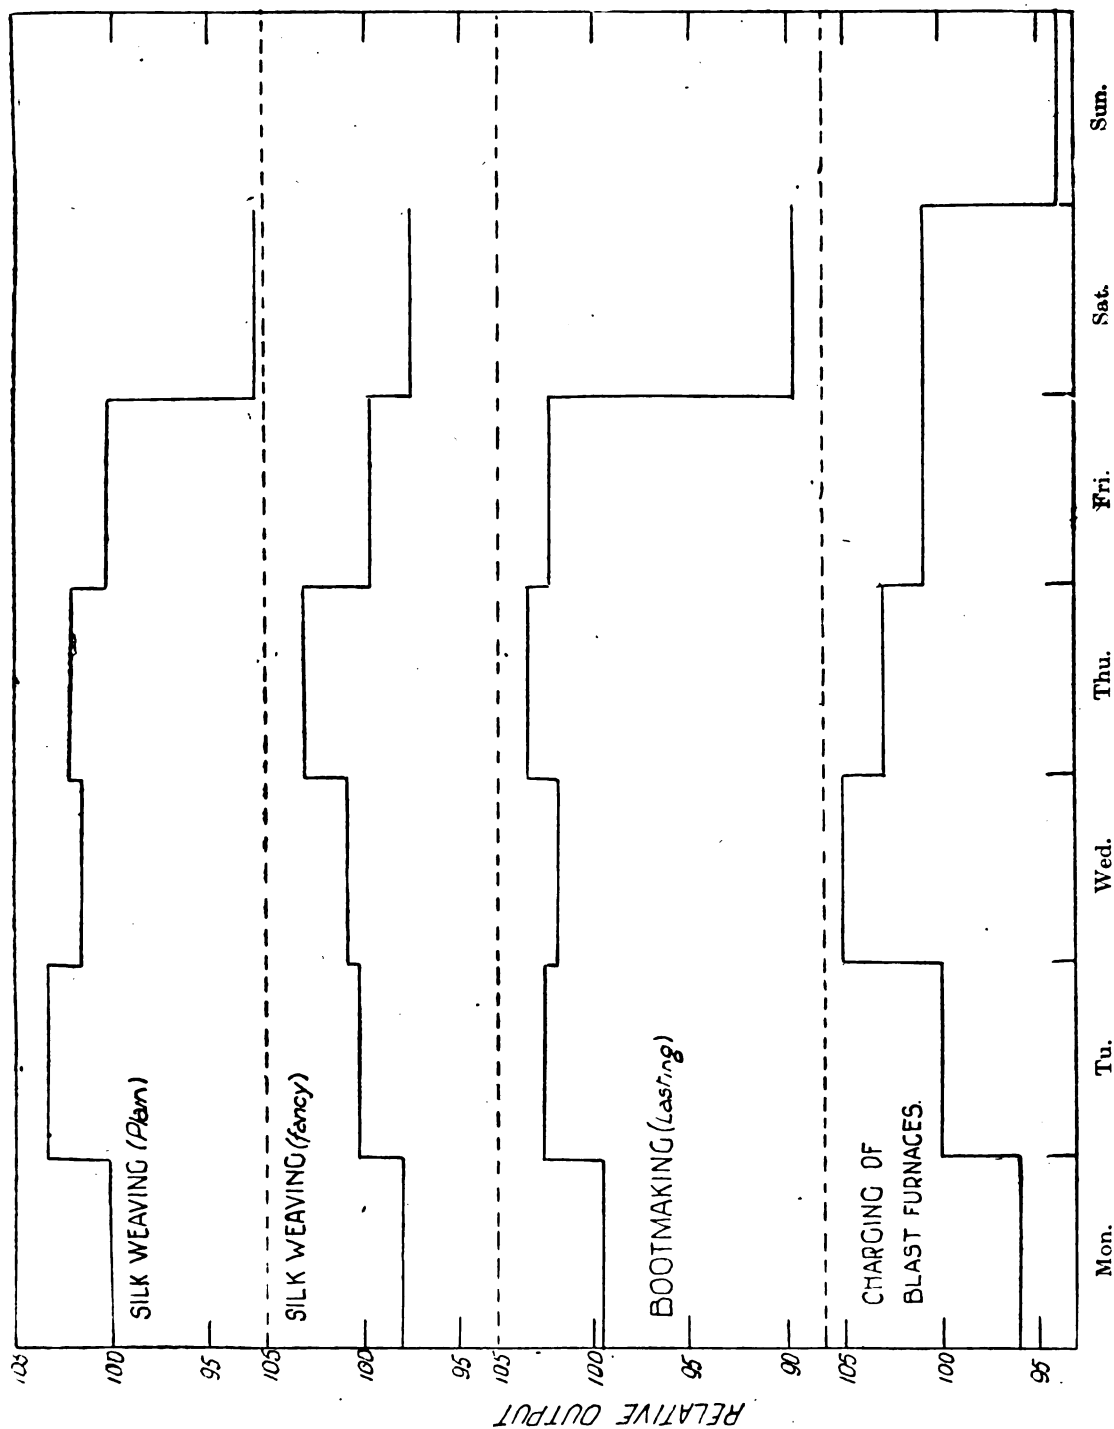 RELATIVE OUTPUT
105
100
95
SILK WEAVING (Plain)
105
100
95
SILK WEAVING (fancy)
105
100
95
90
BOOTMAKING (Lasting)
105
100
95
CHARGING OF
BLAST FURNACES.
Mon.
Tu.
Wed.
Thu.
Fri.
Sat.
Sun.